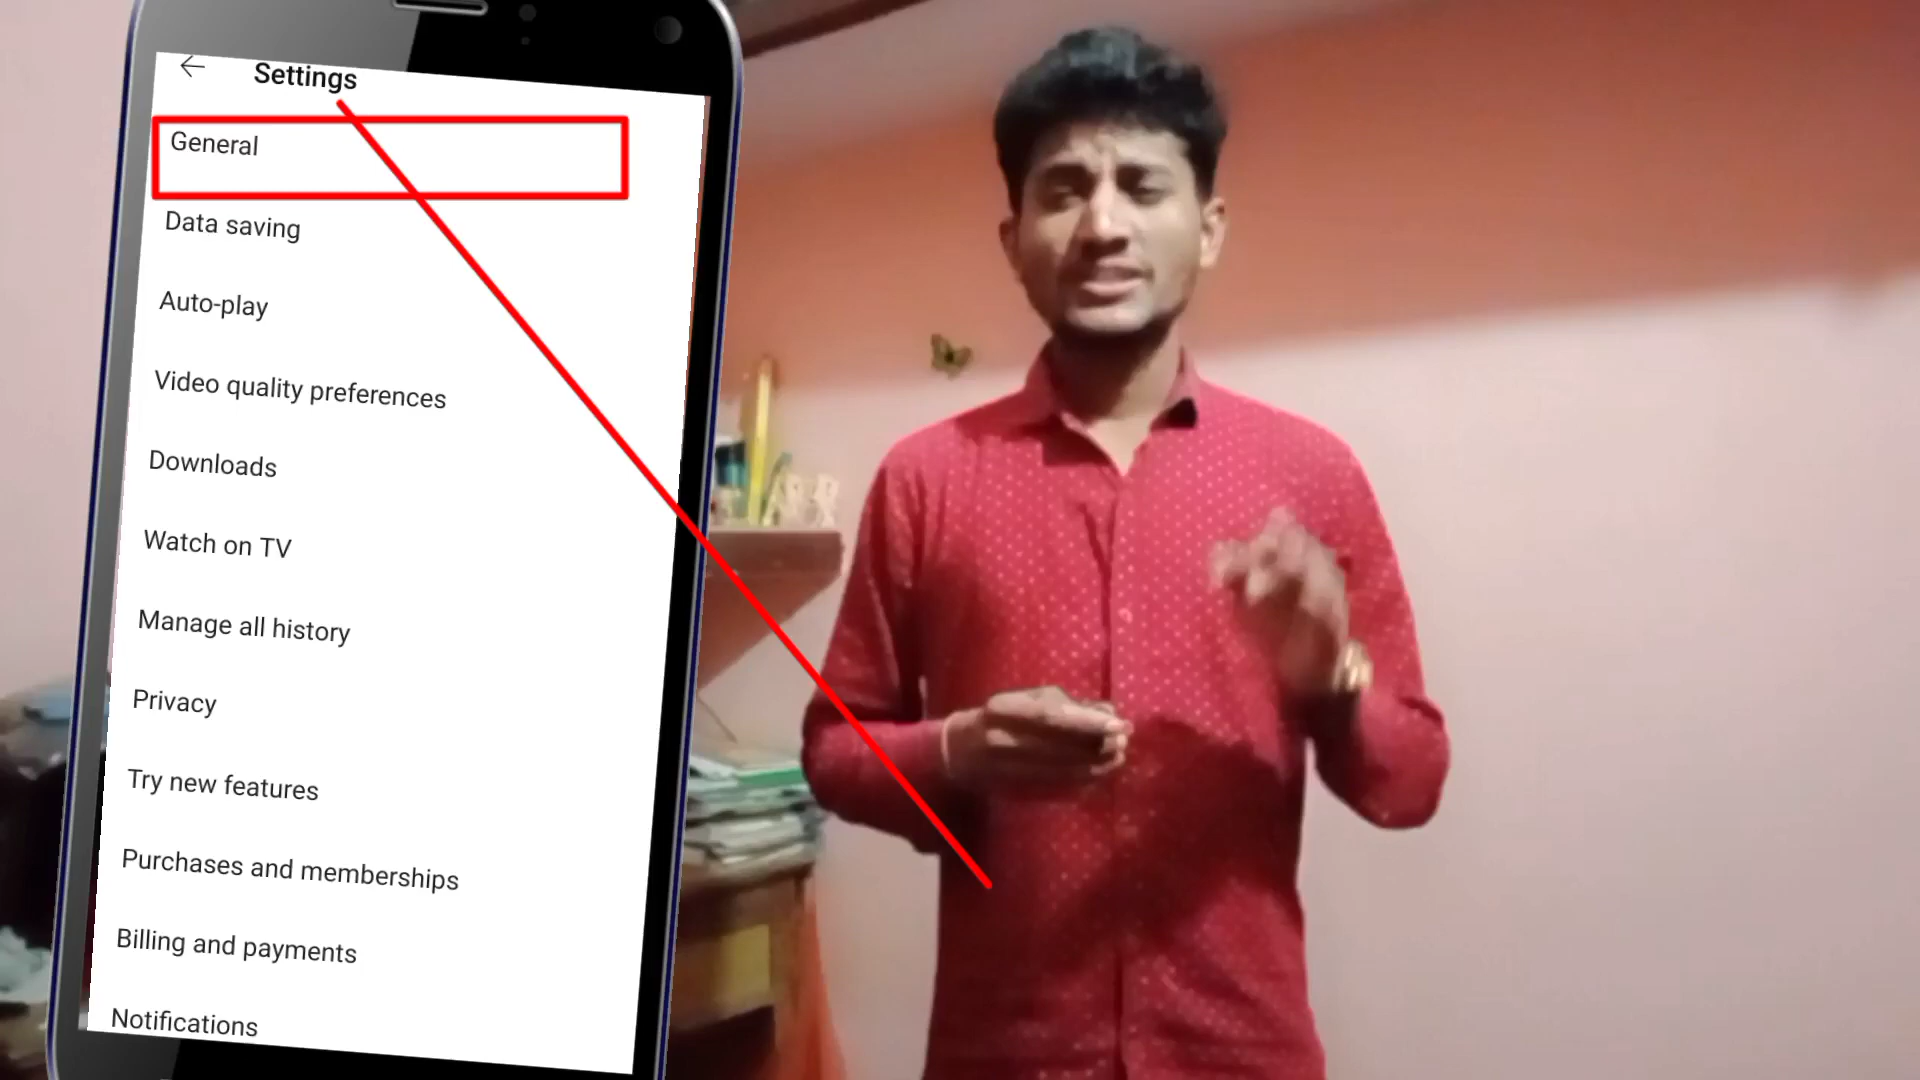 Settings
General
Data saving
Auto-play
Video quality preferences
Downloads
Watch on TV
Manage all history
Privacy
Try new features
Purchases and memberships
Billing and payments
Notifications